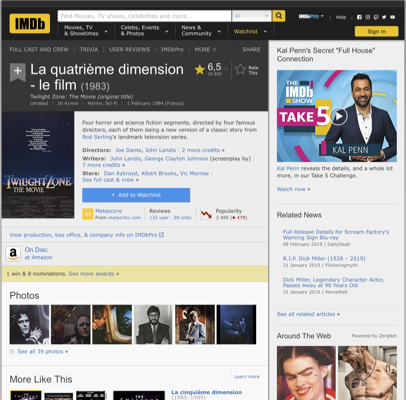 IMDb
Find Movies, TV shows, Celebrities and more...
All
IMDbPro
Help
Movies, TV
& Showtimes
Celebs, Events
& Photos
News &
Community
Watchlist
Sign in
FULL CAST AND CREW | TRIVIA | USER REVIEWS | IMDbPro | MORE
SHARE
La quatrième dimension
- le film (1983)
Twilight Zone: The Movie (original title)
Unrated | 1h 41min | Horror, Sci-Fi | 1 February 1984 (France)
6,5
Rate
This
TWILIGHT ZONE
THE MOVIE
Four horror and science fiction segments, directed by four famous
directors, each of them being a new version of a classic story from
Rod Serling's landmark television series.
Directors: Joe Dante, John Landis | 2 more credits »
Writers: John Landis, George Clayton Johnson (screenplay by) |
7 more credits »
Stars: Dan Aykroyd, Albert Brooks, Vic Morrow |
See full cast & crew »
+ Add to Watchlist
Metascore
From metacritic.com
Reviews
132 user | 89 critic
Popularity
3 495
View production, box office, & company info on IMDbPro
On Disc
at Amazon
1 win & 8 nominations. See more awards »
Photos
See all 39 photos »
More Like This
Learn more
La cinquième dimension
(1985–1989)
Kal Penn's Secret "Full House"
Connection
THE
IMDb
SHOW
TAKE 5
KAL PENN
Kal Penn reveals the details, and a whole lot
more, in our Take 5 Challenge.
Watch now »
Related News
Full Release Details for Scream Factory's
Warning Sign Blu-ray
08 February 2019 | DailyDead
R.I.P. Dick Miller (1928 – 2019)
31 January 2019 | Flickeringmyth
Dick Miller, Legendary Character Actor,
Passes Away at 90 Years Old
31 January 2019 | MovieWeb
See all related articles »
Around The Web
Powered by ZergNet